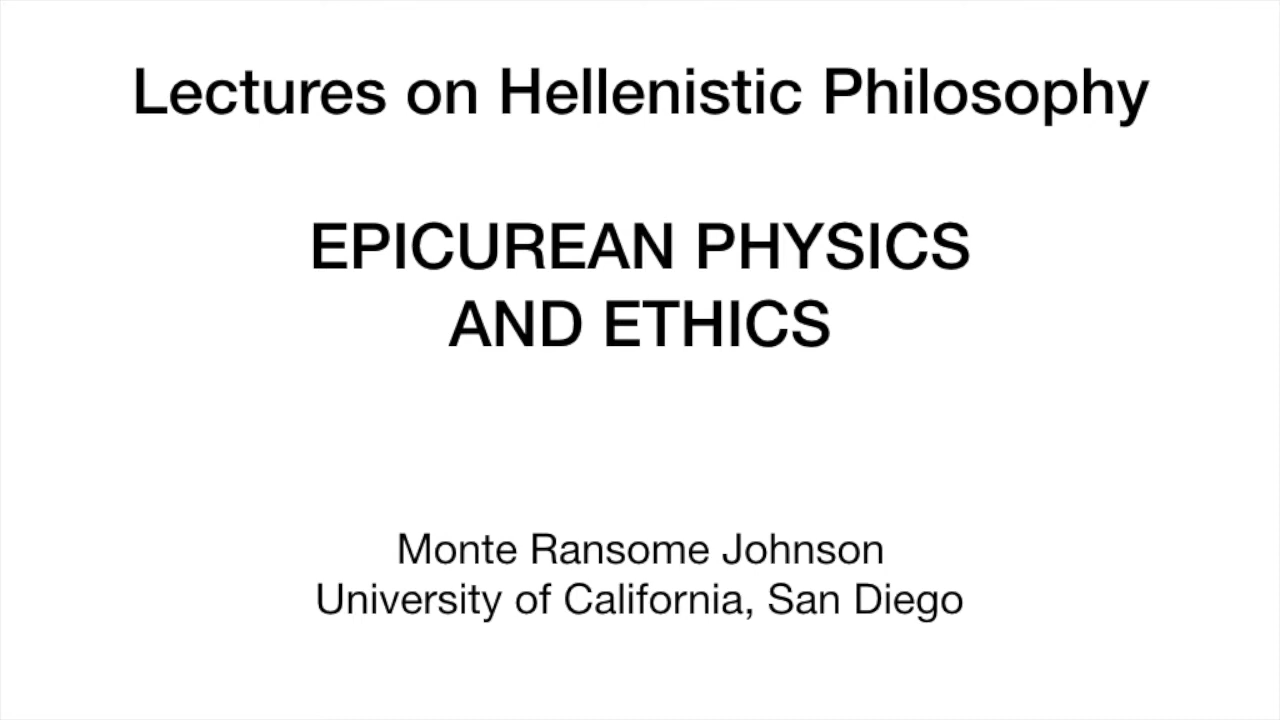 Lectures on Hellenistic Philosophy
EPICUREAN PHYSICS
AND ETHICS
Monte Ransome Johnson
University of California, San Diego